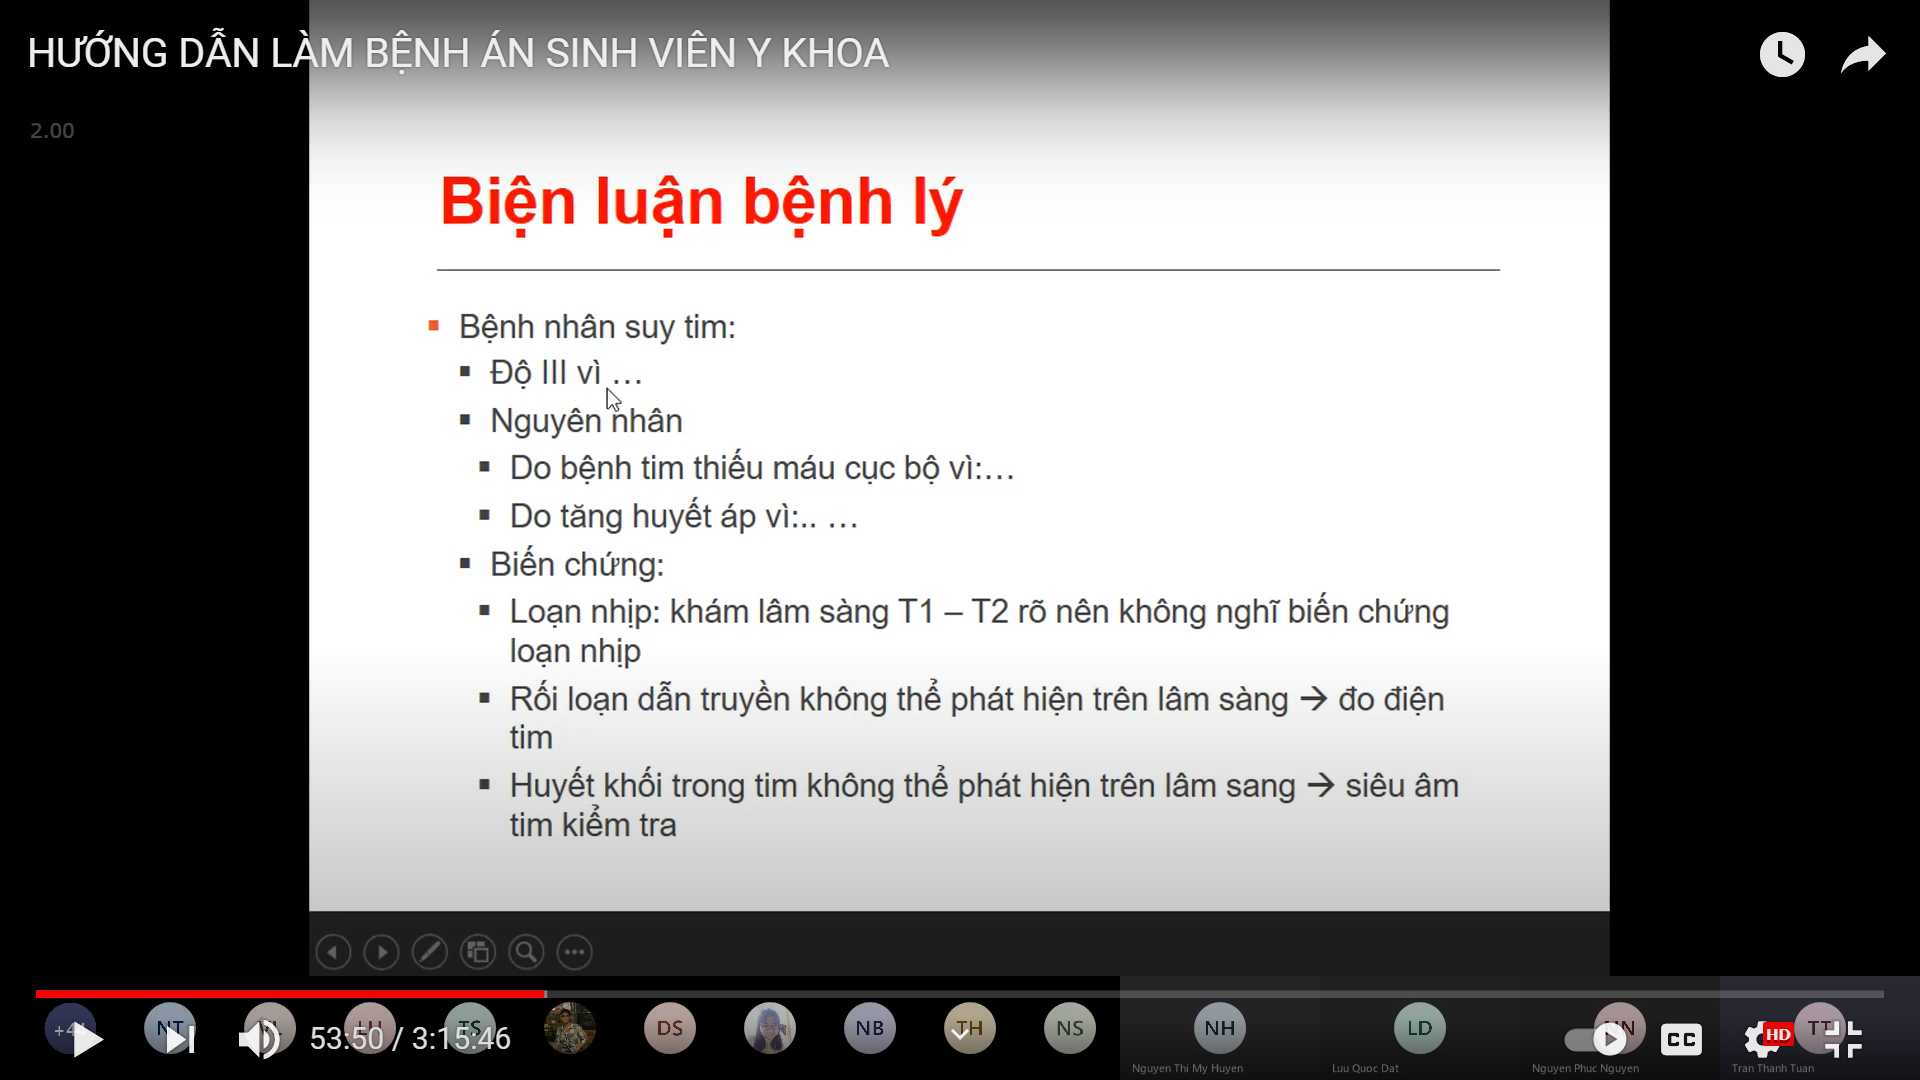 HƯỚNG DẪN LÀM BỆNH ÁN SINH VIÊN Y KHOA
2.00
Biện luận bệnh lý
Bệnh nhân suy tim:
Độ III vì …
Nguyên nhân
Do bệnh tim thiếu máu cục bộ vì:…
Do tăng huyết áp vì:.. …
Biến chứng:
Loạn nhịp: khám lâm sàng T1 – T2 rõ nên không nghĩ biến chứng
loạn nhịp
Rối loạn dẫn truyền không thể phát hiện trên lâm sàng → đo điện
tim
Huyết khối trong tim không thể phát hiện trên lâm sang → siêu âm
tim kiểm tra
NT
TS
DS
NB
TH
NS
NH
LD
TT
53:50 / 3:15:46
CC
HD
Nguyen Thi My Huyen
Luu Quoc Dat
Nguyen Phuc Nguyen
Tran Thanh Tuan